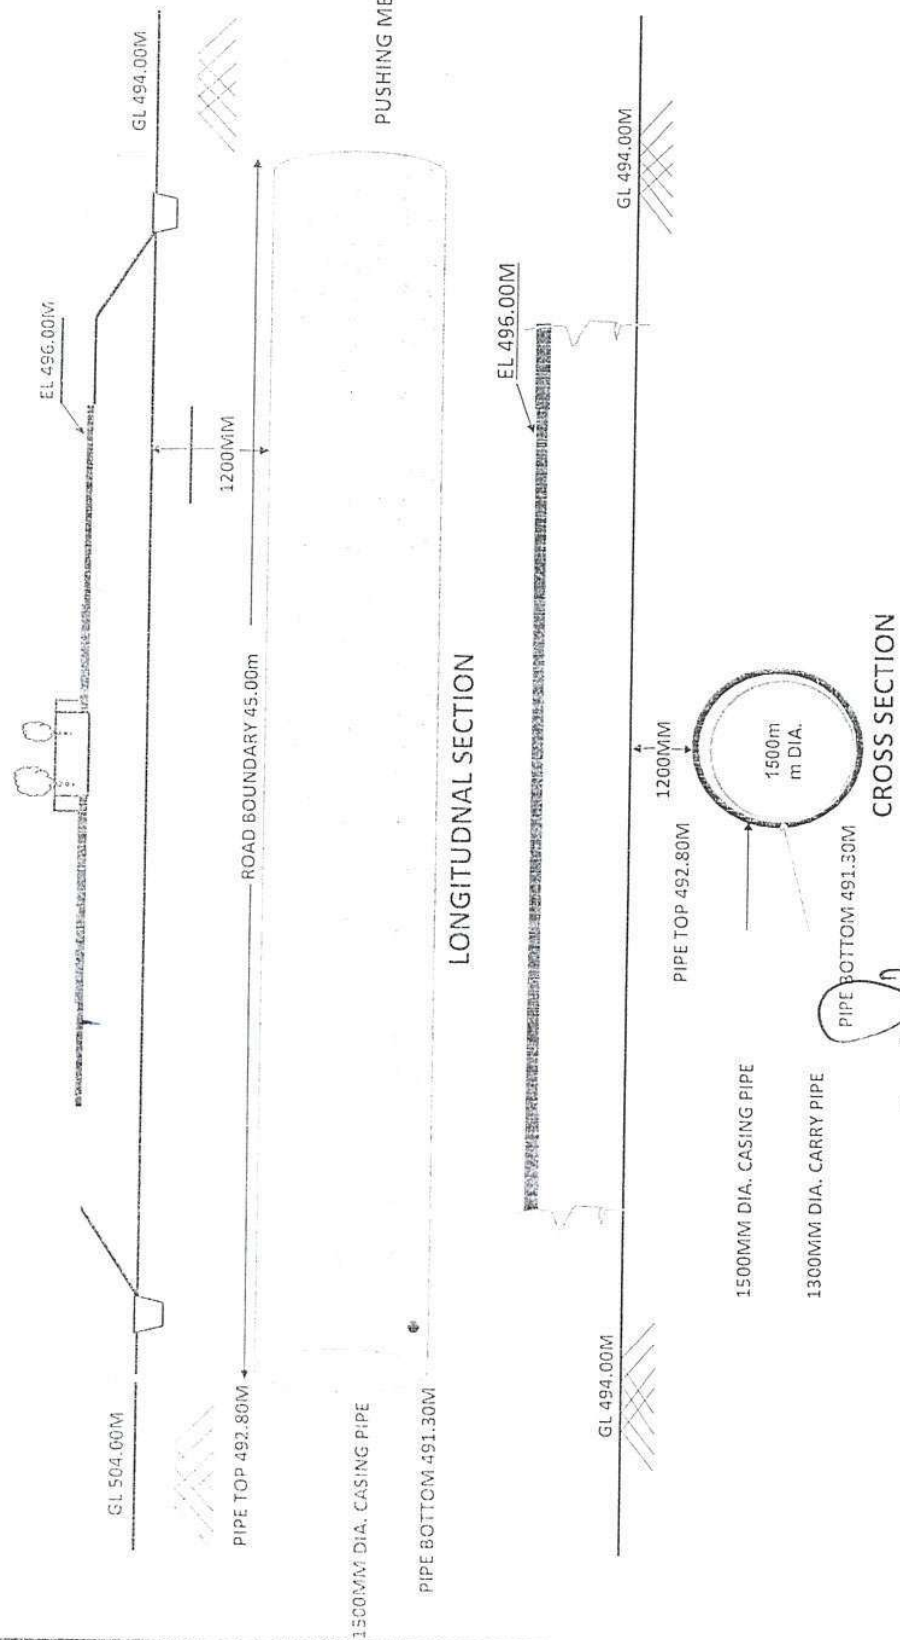 EL 496.00M
GL 504.00M
GL 494.00M
1200MM
PIPE TOP 492.80M
ROAD BOUNDARY 45.00m
1500MM DIA. CASING PIPE
PUSHING
PIPE BOTTOM 491.30M
LONGITUDNAL SECTION
EL 496.00M
GL 494.00M
GL 494.00M
1200MM
PIPE TOP 492.80M
1500MM DIA. CASING PIPE
1500m
m DIA.
1300MM DIA. CARRY PIPE
PIPE BOTTOM 491.30M
CROSS SECTION